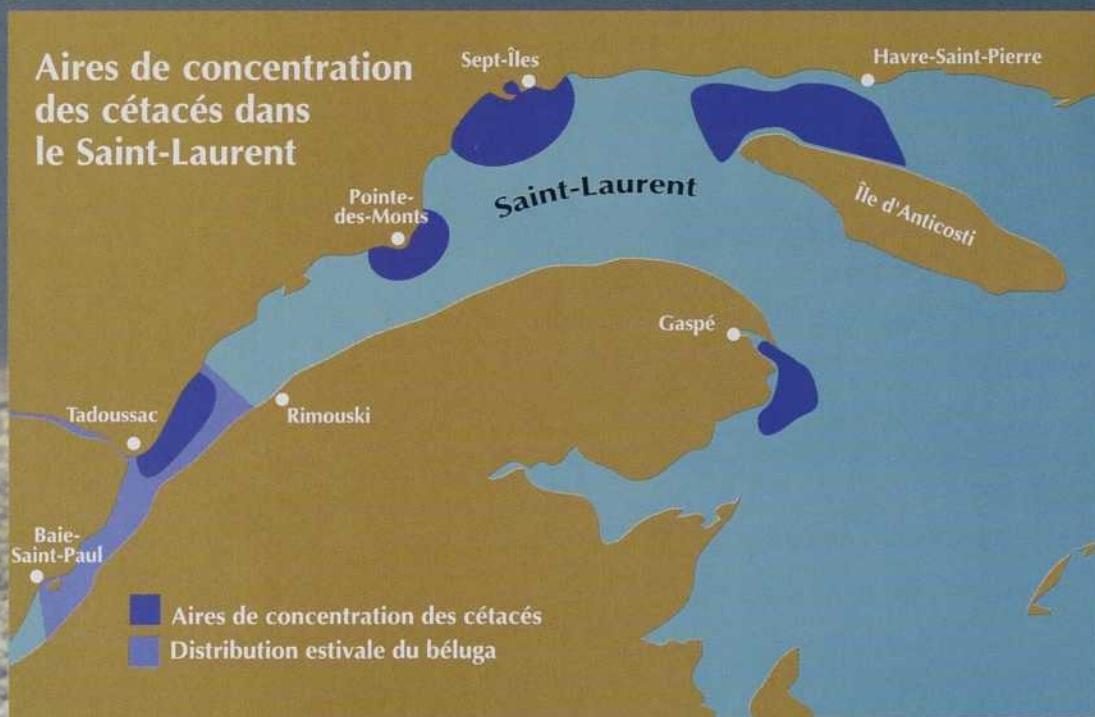 Aires de concentration
des cétacés dans
le Saint-Laurent
Sept-Îles
Havre-Saint-Pierre
Pointe-
des-Monts
Saint-Laurent
Île d'Anticosti
Gaspé
Tadoussac
Rimouski
Baie-
Saint-Paul
Aires de concentration des cétacés
Distribution estivale du béluga